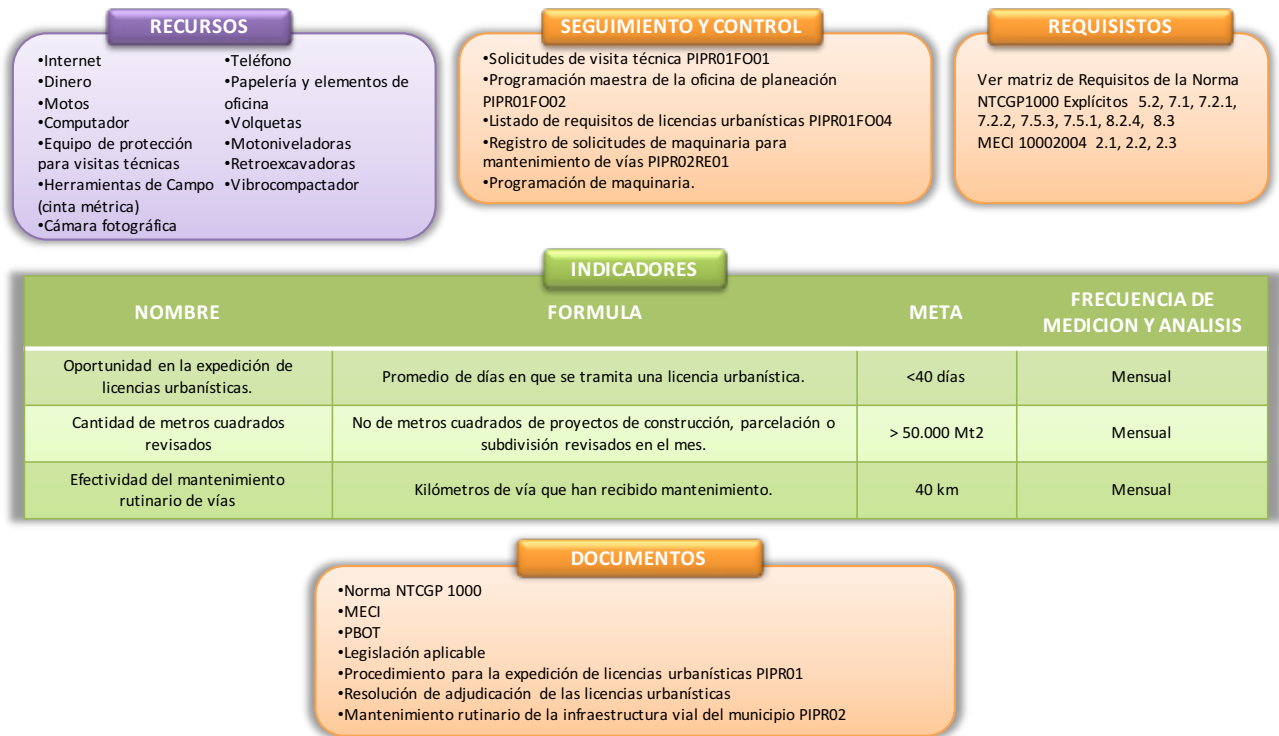 RECURSOS
•Internet
•Dinero
•Motos
•Computador
•Equipo de protección
para visitas técnicas
•Herramientas de Campo
(cinta métrica)
•Cámara fotográfica
•Teléfono
•Papelería y elementos de
oficina
•Volquetas
•Motoniveladoras
•Retroexcavadoras
•Vibrocompactador
SEGUIMIENTO Y CONTROL
•Solicitudes de visita técnica PIPR01FO01
•Programación maestra de la oficina de planeación
PIPR01FO02
•Listado de requisitos de licencias urbanísticas PIPR01FO04
•Registro de solicitudes de maquinaria para
mantenimiento de vías PIPR02RE01
•Programación de maquinaria.
REQUISISTOS
Ver matriz de Requisitos de la Norma
NTCGP1000 Explícitos 5.2, 7.1, 7.2.1,
7.2.2, 7.5.3, 7.5.1, 8.2.4, 8.3
MECI 10002004 2.1, 2.2, 2.3
INDICADORES
NOMBRE
FORMULA
META
FRECUENCIA DE
MEDICION Y ANALISIS
Oportunidad en la expedición de
licencias urbanísticas.
Promedio de días en que se tramita una licencia urbanística.
<40 días
Mensual
Cantidad de metros cuadrados
revisados
No de metros cuadrados de proyectos de construcción, parcelación o
subdivisión revisados en el mes.
> 50.000 Mt2
Mensual
Efectividad del mantenimiento
rutinario de vías
Kilómetros de vía que han recibido mantenimiento.
40 km
Mensual
DOCUMENTOS
•Norma NTCGP 1000
•MECI
•PBOT
•Legislación aplicable
•Procedimiento para la expedición de licencias urbanísticas PIPR01
•Resolución de adjudicación de las licencias urbanísticas
•Mantenimiento rutinario de la infraestructura vial del municipio PIPR02